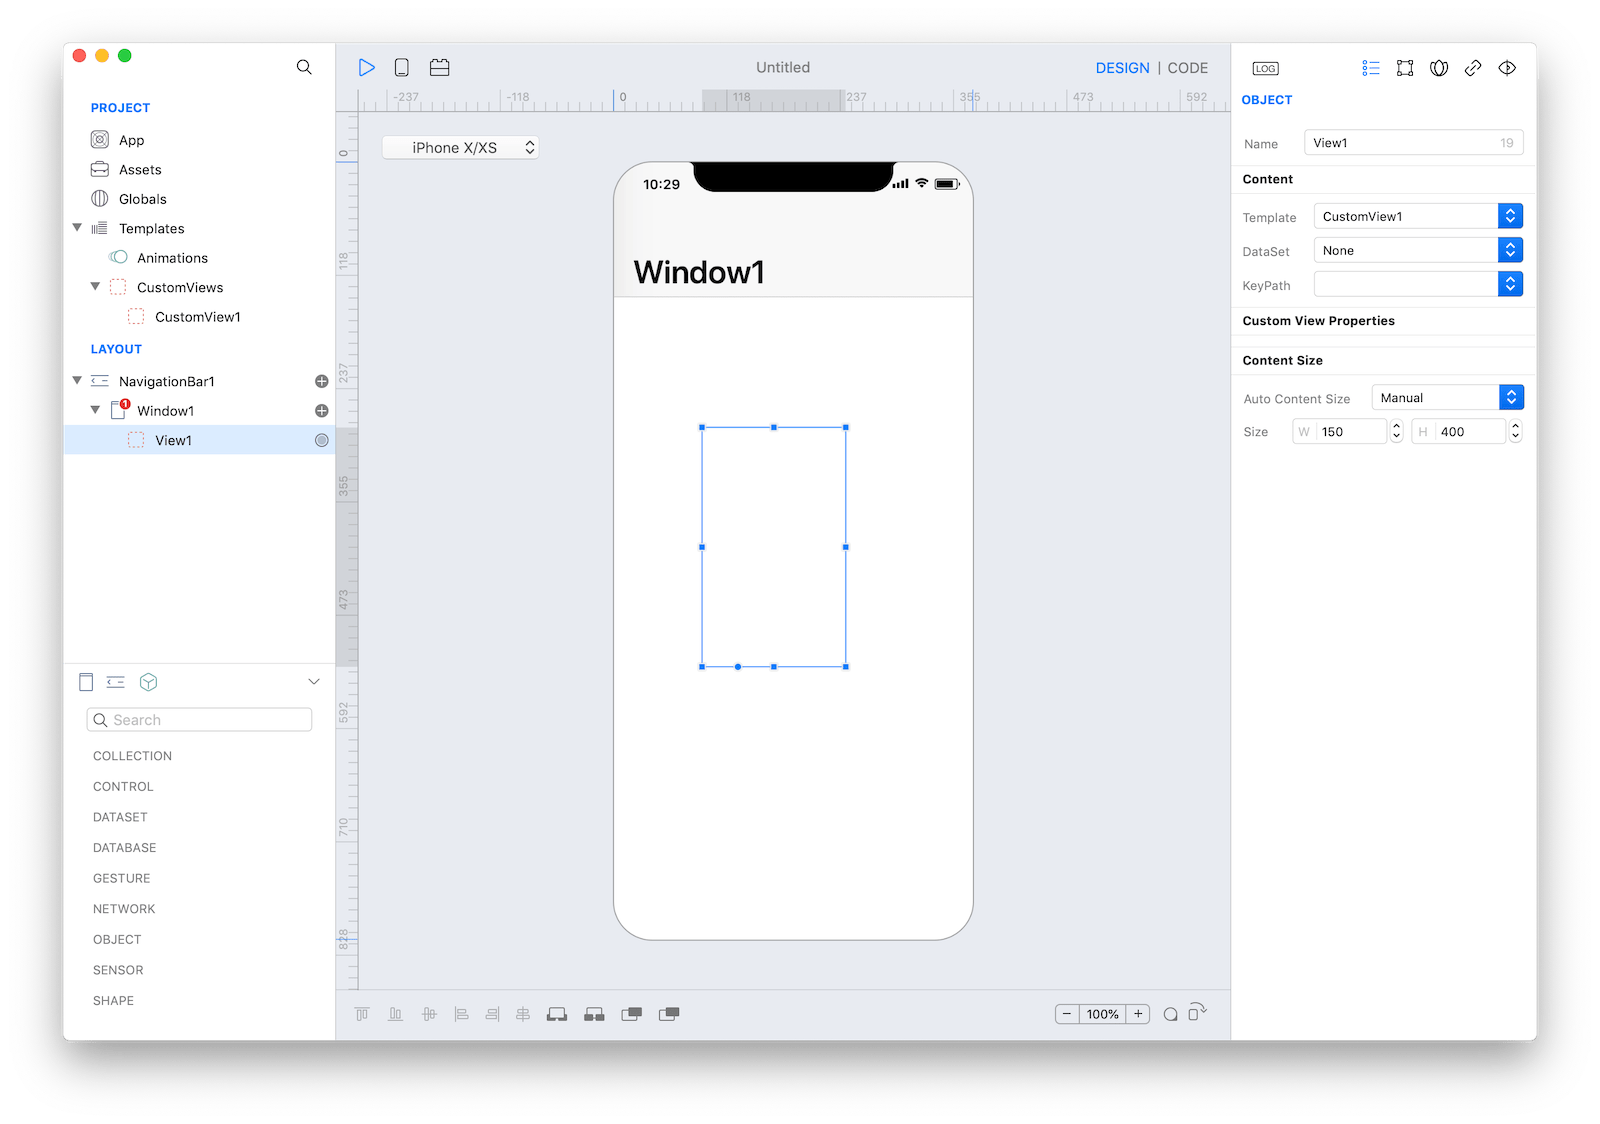 Untitled
DESIGN | CODE
LOG
PROJECT
App
Assets
Globals
Templates
Animations
CustomViews
CustomView1
LAYOUT
NavigationBar1
1
Window1
View1
Search
COLLECTION
CONTROL
DATASET
DATABASE
GESTURE
NETWORK
OBJECT
SENSOR
SHAPE
-237 -118 0 118 237 355 473 592
0
118
237
355
473
592
710
828
iPhone X/XS
10:29
Window1
100%
OBJECT
Name View1 19
Content
Template CustomView1
DataSet None
KeyPath
Custom View Properties
Content Size
Auto Content Size Manual
Size W 150 H 400